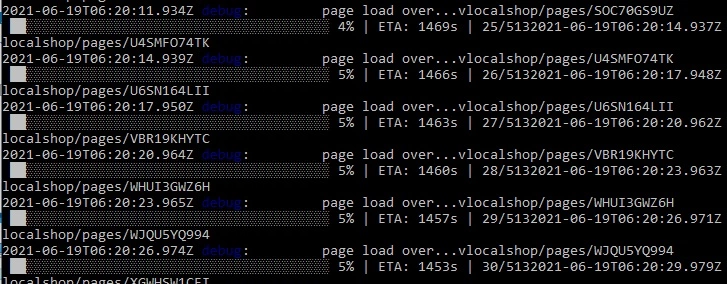 2021-06-19T06:20:11.934Z debug: page load over...vlocalshop/pages/SOC70GS9UZ
4% | ETA: 1469s | 25/5132021-06-19T06:20:14.937Z
localshop/pages/U4SMFO74TK
2021-06-19T06:20:14.939Z debug: page load over...vlocalshop/pages/U4SMFO74TK
5% | ETA: 1466s | 26/5132021-06-19T06:20:17.948Z
localshop/pages/U6SN164LII
2021-06-19T06:20:17.950Z debug: page load over...vlocalshop/pages/U6SN164LII
5% | ETA: 1463s | 27/5132021-06-19T06:20:20.962Z
localshop/pages/VBR19KHYTC
2021-06-19T06:20:20.964Z debug: page load over...vlocalshop/pages/VBR19KHYTC
5% | ETA: 1460s | 28/5132021-06-19T06:20:23.963Z
localshop/pages/WHUI3GWZ6H
2021-06-19T06:20:23.965Z debug: page load over...vlocalshop/pages/WHUI3GWZ6H
5% | ETA: 1457s | 29/5132021-06-19T06:20:26.971Z
localshop/pages/WJQU5YQ994
2021-06-19T06:20:26.974Z debug: page load over...vlocalshop/pages/WJQU5YQ994
5% | ETA: 1453s | 30/5132021-06-19T06:20:29.979Z
localshop/pages/XGWHSW1CEI